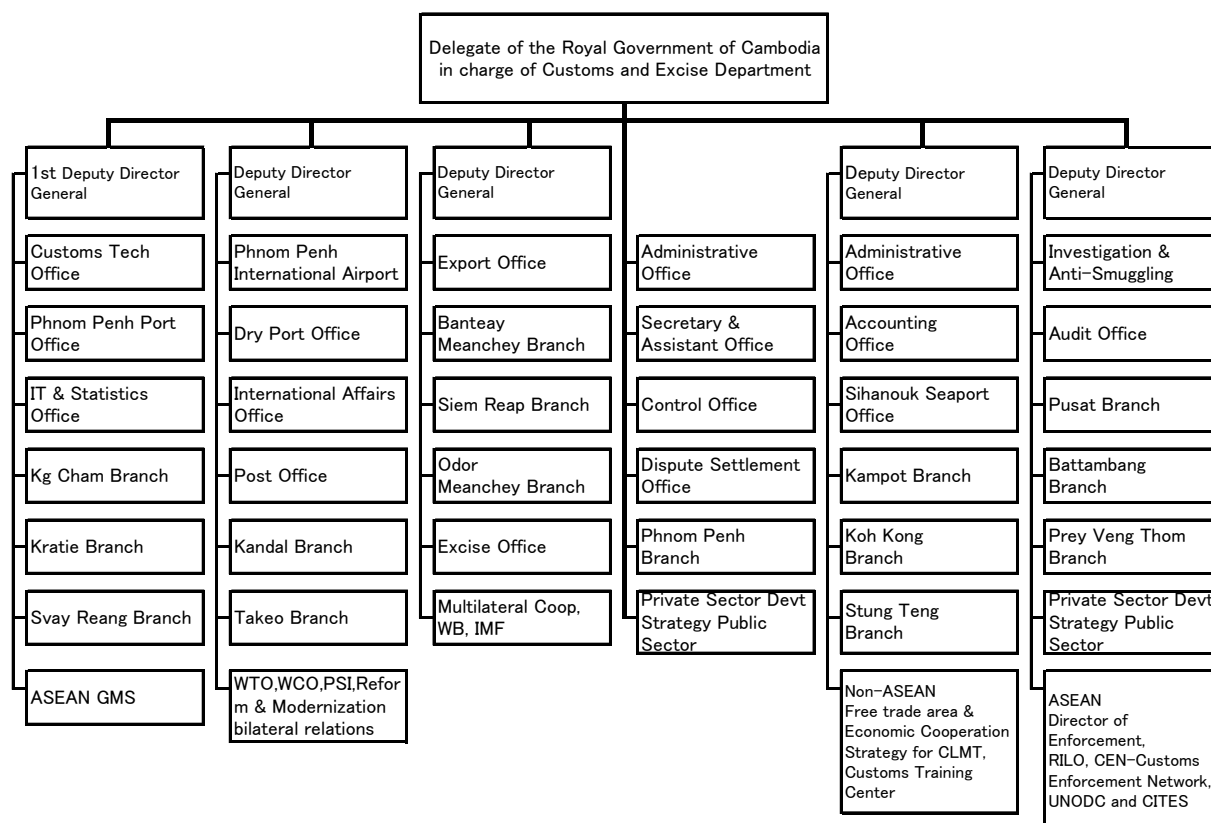 Delegate of the Royal Government of Cambodia
in charge of Customs and Excise Department
1st Deputy Director
General
Customs Tech
Office
Phnom Penh Port
Office
IT & Statistics
Office
Kg Cham Branch
Kratie Branch
Svay Reang Branch
ASEAN GMS
Deputy Director
General
Phnom Penh
International Airport
Dry Port Office
International Affairs
Office
Post Office
Kandal Branch
Takeo Branch
WTO,WCO,PSI,Refor
m & Modernization
bilateral relations
Deputy Director
General
Export Office
Banteay
Meanchey Branch
Siem Reap Branch
Odor
Meanchey Branch
Excise Office
Multilateral Coop,
WB, IMF
Administrative
Office
Secretary &
Assistant Office
Control Office
Dispute Settlement
Office
Phnom Penh
Branch
Private Sector Devt
Strategy Public
Sector
Deputy Director
General
Administrative
Office
Accounting
Office
Sihanouk Seaport
Office
Kampot Branch
Koh Kong
Branch
Stung Teng
Branch
Non-ASEAN
Free trade area &
Economic Cooperation
Strategy for CLMT,
Customs Training
Center
Deputy Director
General
Investigation &
Anti-Smuggling
Audit Office
Pusat Branch
Battambang
Branch
Prey Veng Thom
Branch
Private Sector Devt
Strategy Public
Sector
ASEAN
Director of
Enforcement,
RILO, CEN-Customs
Enforcement Network,
UNODC and CITES